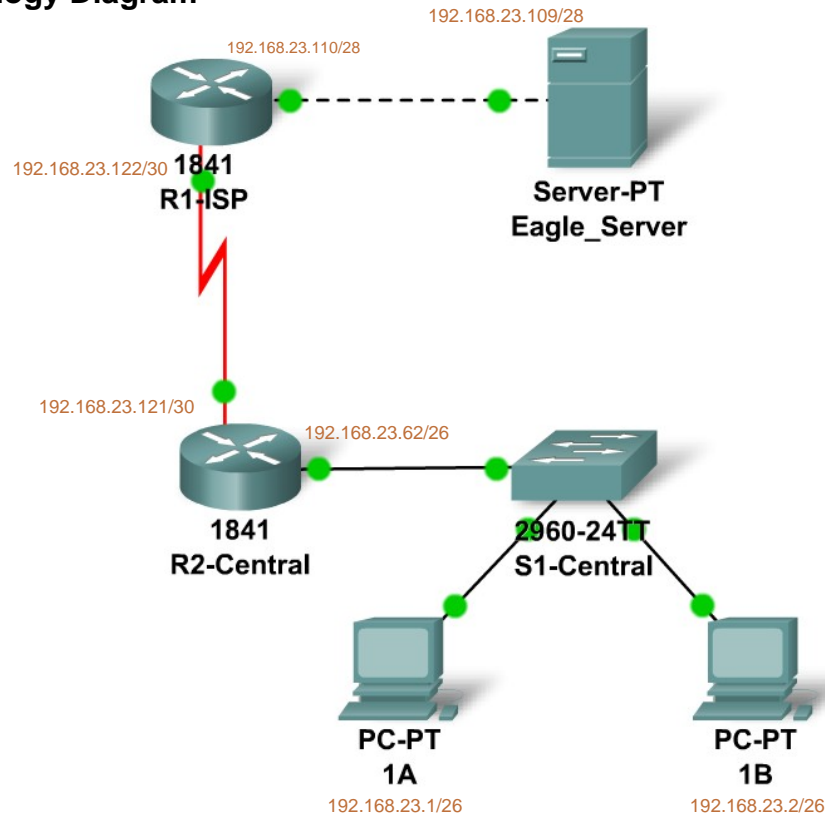 192.168.23.109/28
192.168.23.110/28
192.168.23.122/30
1841
R1-ISP
Server-PT
Eagle_Server
192.168.23.121/30
192.168.23.62/26
1841
R2-Central
2960-24TT
S1-Central
PC-PT
1A
192.168.23.1/26
PC-PT
1B
192.168.23.2/26